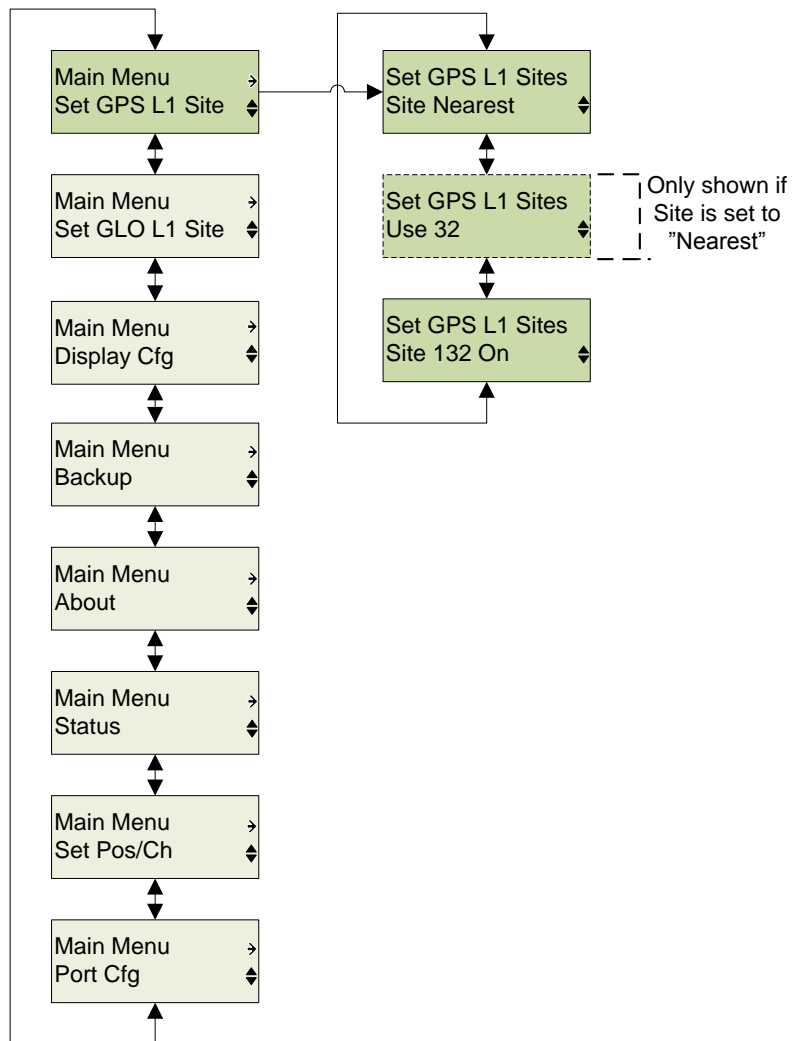 Main Menu
Set GPS L1 Site
Main Menu
Set GLO L1 Site
Main Menu
Display Cfg
Main Menu
Backup
Main Menu
About
Main Menu
Status
Main Menu
Set Pos/Ch
Main Menu
Port Cfg
Set GPS L1 Sites
Site Nearest
Set GPS L1 Sites
Use 32
Only shown if
Site is set to
”Nearest”
Set GPS L1 Sites
Site 132 On